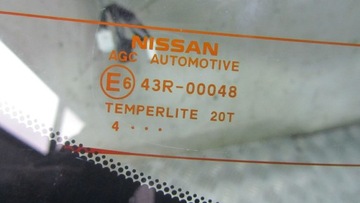 NISSAN
AGC AUTOMOTIVE
E6 43R-00048
TEMPERLITE 20T
4 ...